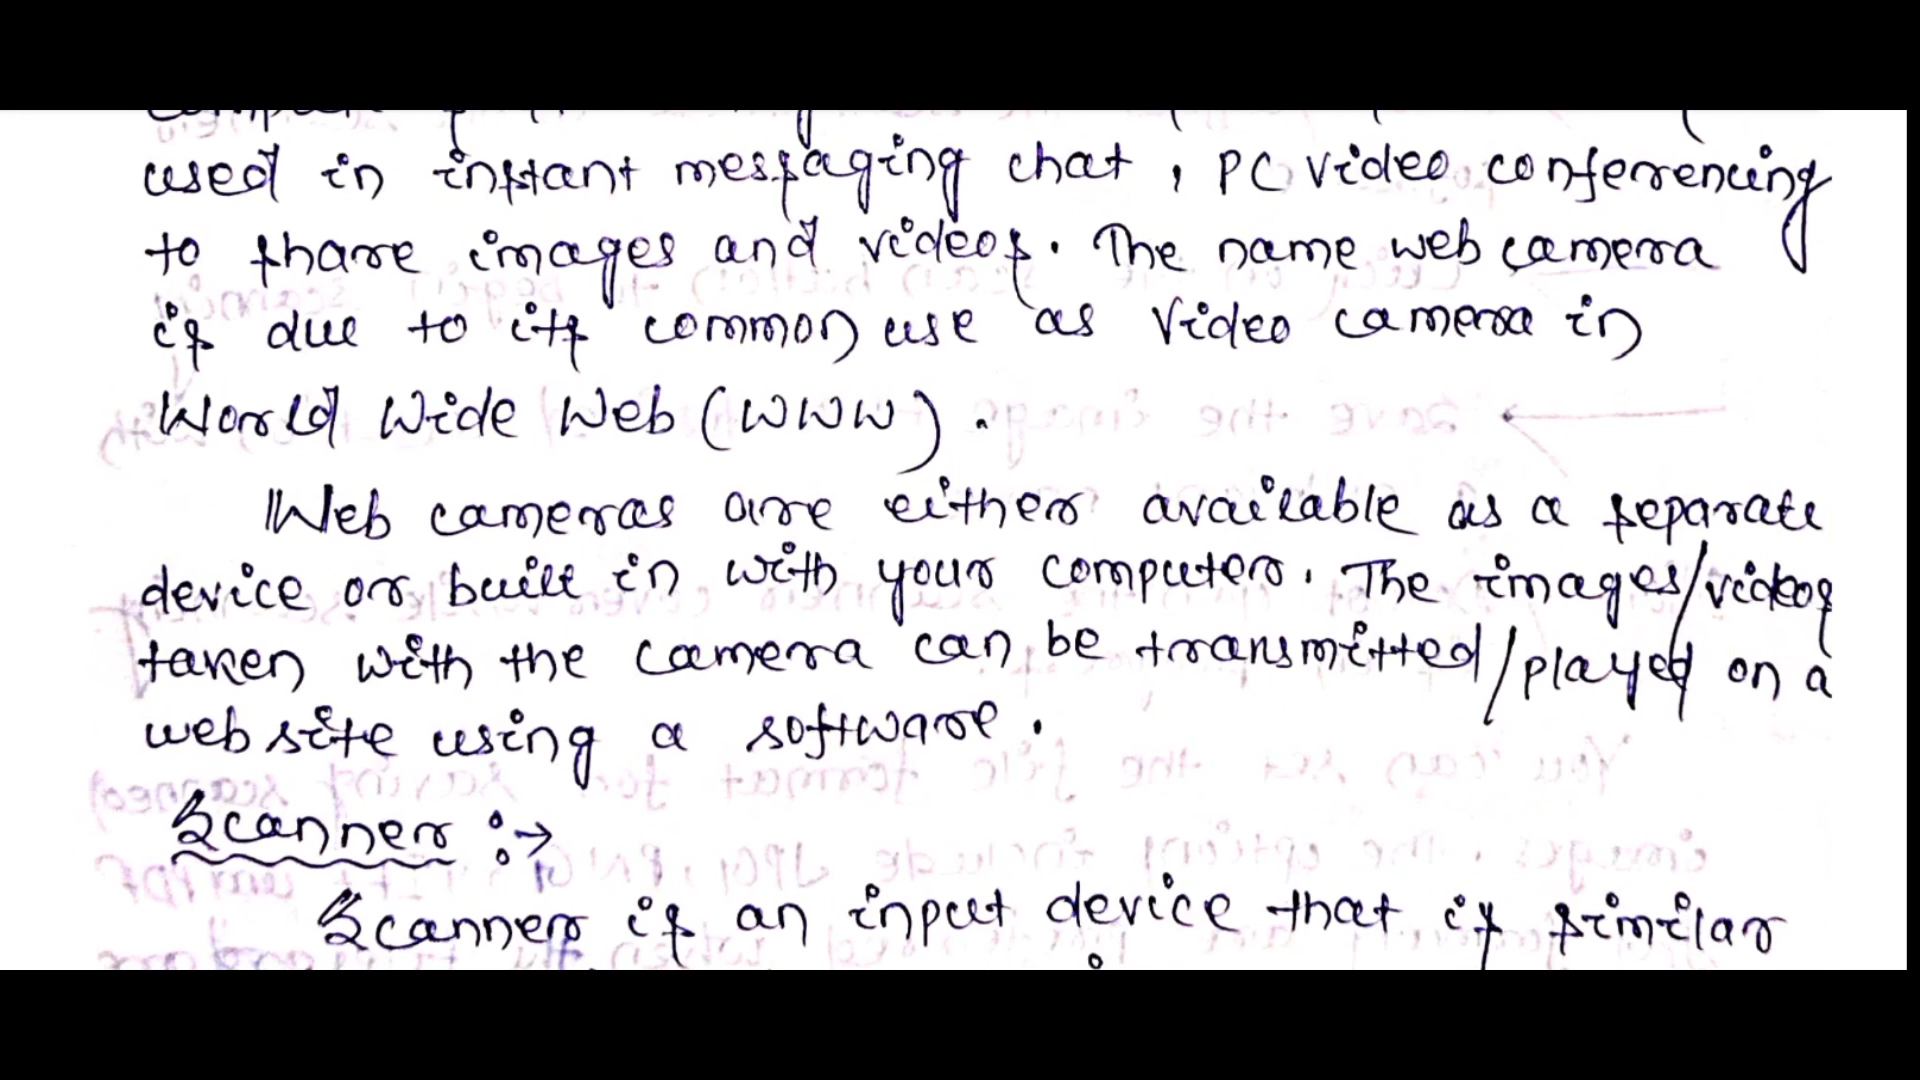 used in instant messaging chat, PC video conferencing
to share images and videos. The name web camera
is due to its common use as Video camera in
World Wide Web (WWW).
Web cameras are either available as a separate
device or built in with your computer. The images/videos
taken with the camera can be transmitted/played on a
website using a software.
Scanner :→
Scanner is an input device that is similar